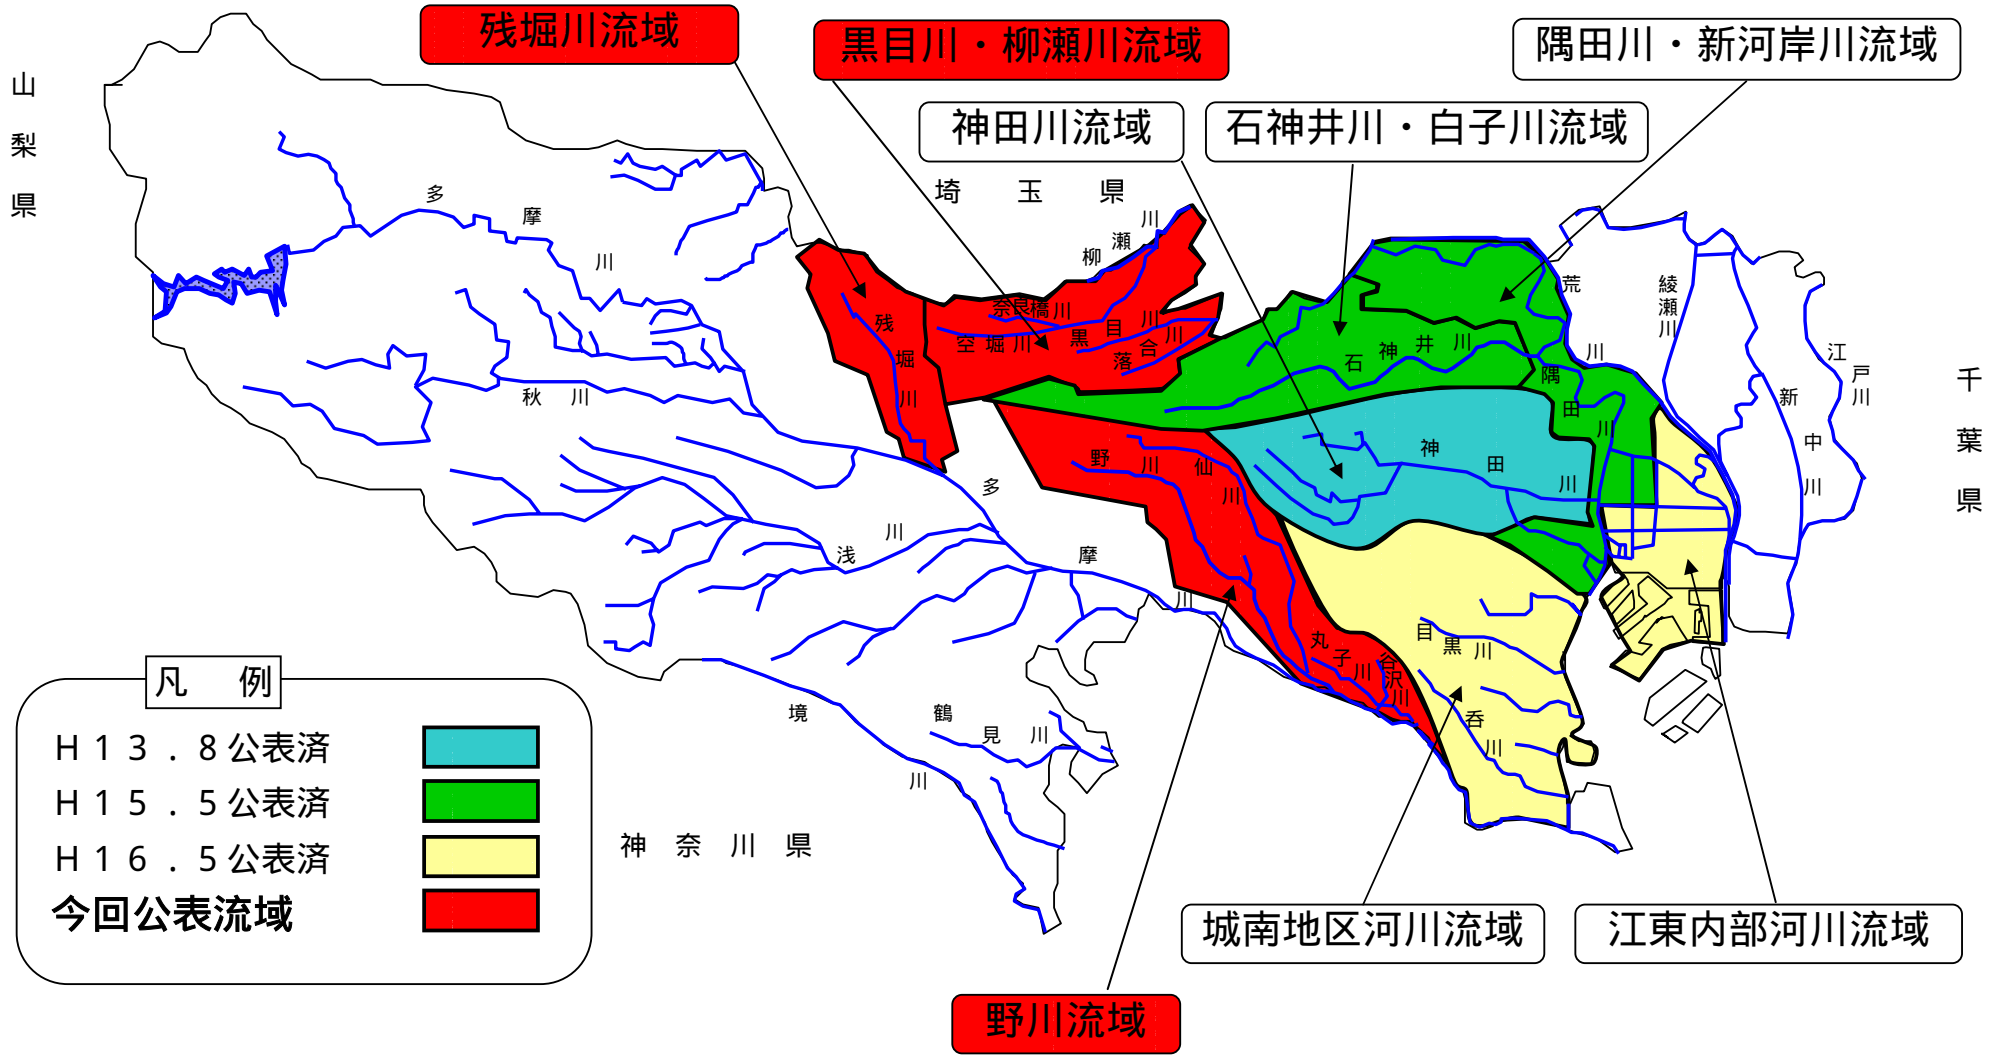 残堀川流域
黒目川・柳瀬川流域
隅田川・新河岸川流域
神田川流域
石神井川・白子川流域
山梨県
埼玉県
千葉県
神奈川県
多摩川
秋川
浅川
多摩川
境川
鶴見川
残堀川
柳瀬川
奈良橋川
空堀川
黒目川
落合川
石神井川
隅田川
荒川
綾瀬川
新中川
江戸川
神田川
野川
仙川
丸子川
谷沢川
目黒川
呑川
凡 例
H13.8公表済
H15.5公表済
H16.5公表済
今回公表流域
城南地区河川流域
江東内部河川流域
野川流域